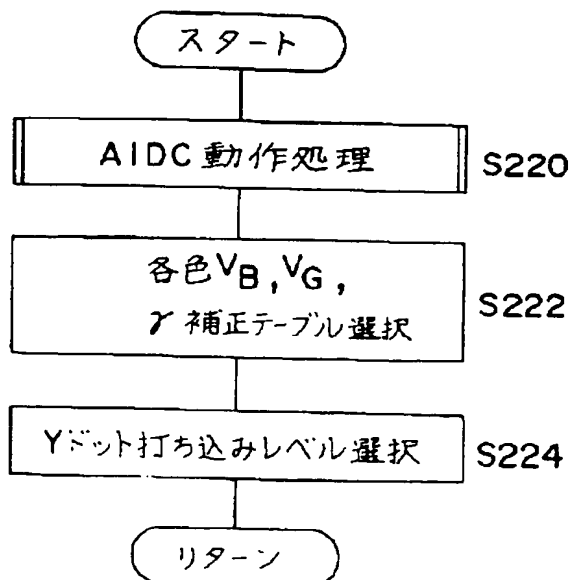 スタート
AIDC動作処理
S220
各色VB,VG,
γ補正テーブル選択
S222
Yドット打ち込みレベル選択
S224
リターン